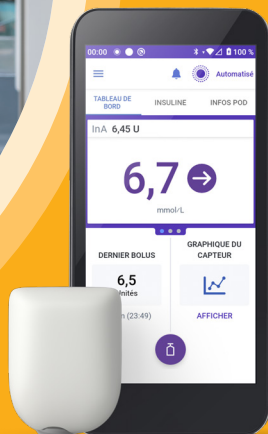 00:00 100 %
Automatisé
TABLEAU DE
BORD
INSULINE
INFOS POD
InA 6,45 U
6,7
mmol/L
DERNIER BOLUS
6,5
Unités
(23:49)
GRAPHIQUE DU
CAPTEUR
AFFICHER